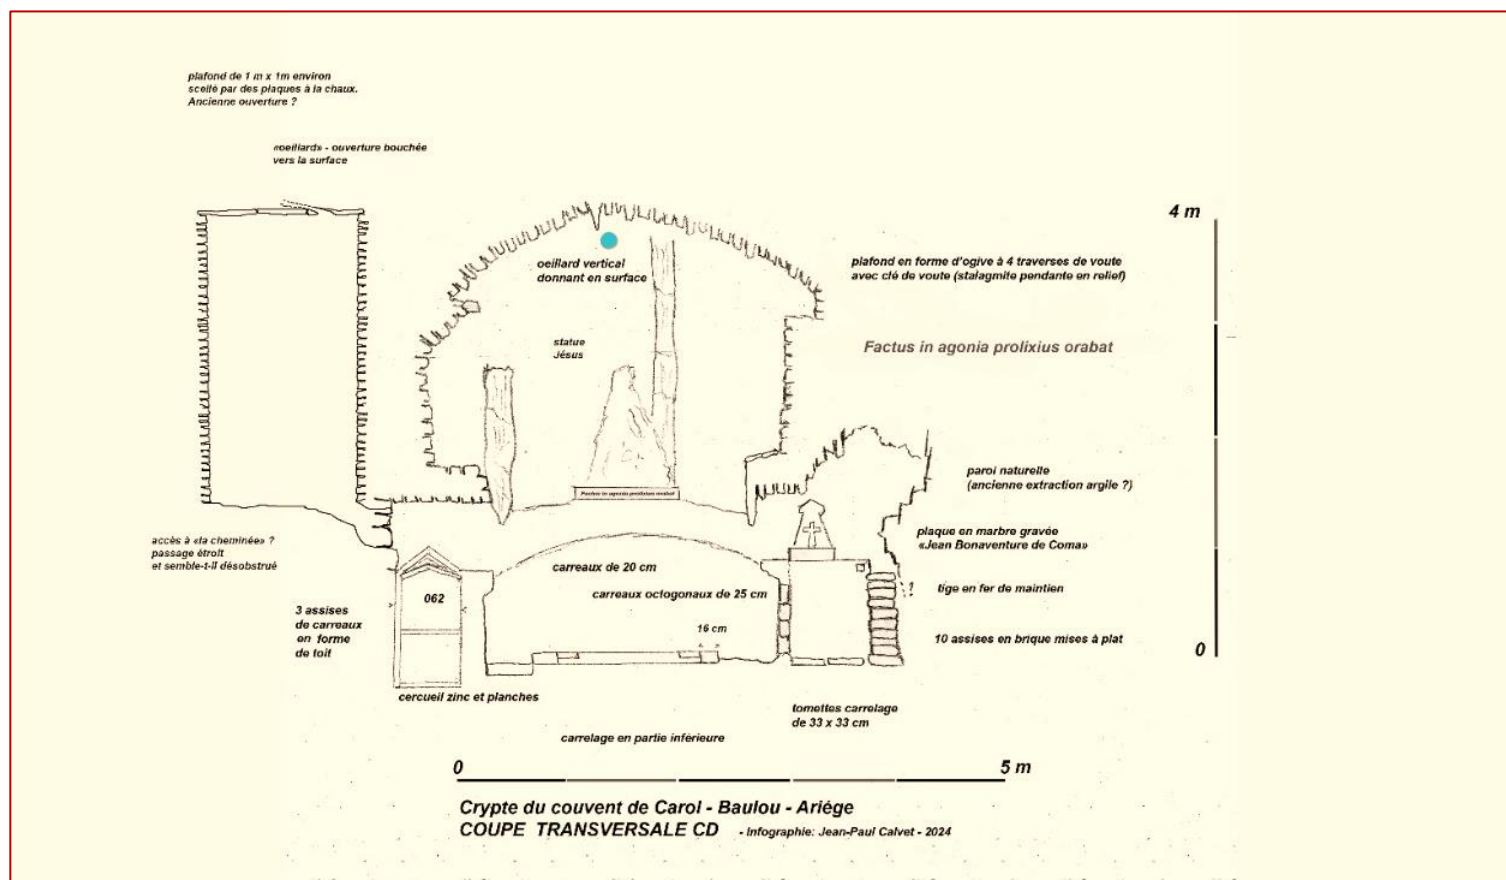 plafond de 1 m x 1m environ
scellé par des plaques à la chaux.
Ancienne ouverture ?
«oeillard» - ouverture bouchée
vers la surface
4 m
oeillard vertical
donnant en surface
plafond en forme d'ogive à 4 traverses de voute
avec clé de voute (stalagmite pendante en relief)
statue
Jésus
Factus in agonia prolixius orabat
paroi naturelle
(ancienne extraction argile ?)
Factus in agonia prolixius orabat
accès à «la cheminée» ?
passage étroit
et semble-t-il désobstrué
plaque en marbre gravée
«Jean Bonaventure de Coma»
carreaux de 20 cm
carreaux octogonaux de 25 cm
062
?
tige en fer de maintien
3 assises
de carreaux
en forme
de toit
16 cm
10 assises en brique mises à plat
0
cercueil zinc et planches
tomettes carrelage
de 33 x 33 cm
carrelage en partie inférieure
0
5 m
Crypte du couvent de Carol - Baulou - Ariége
COUPE TRANSVERSALE CD - Infographie: Jean-Paul Calvet - 2024